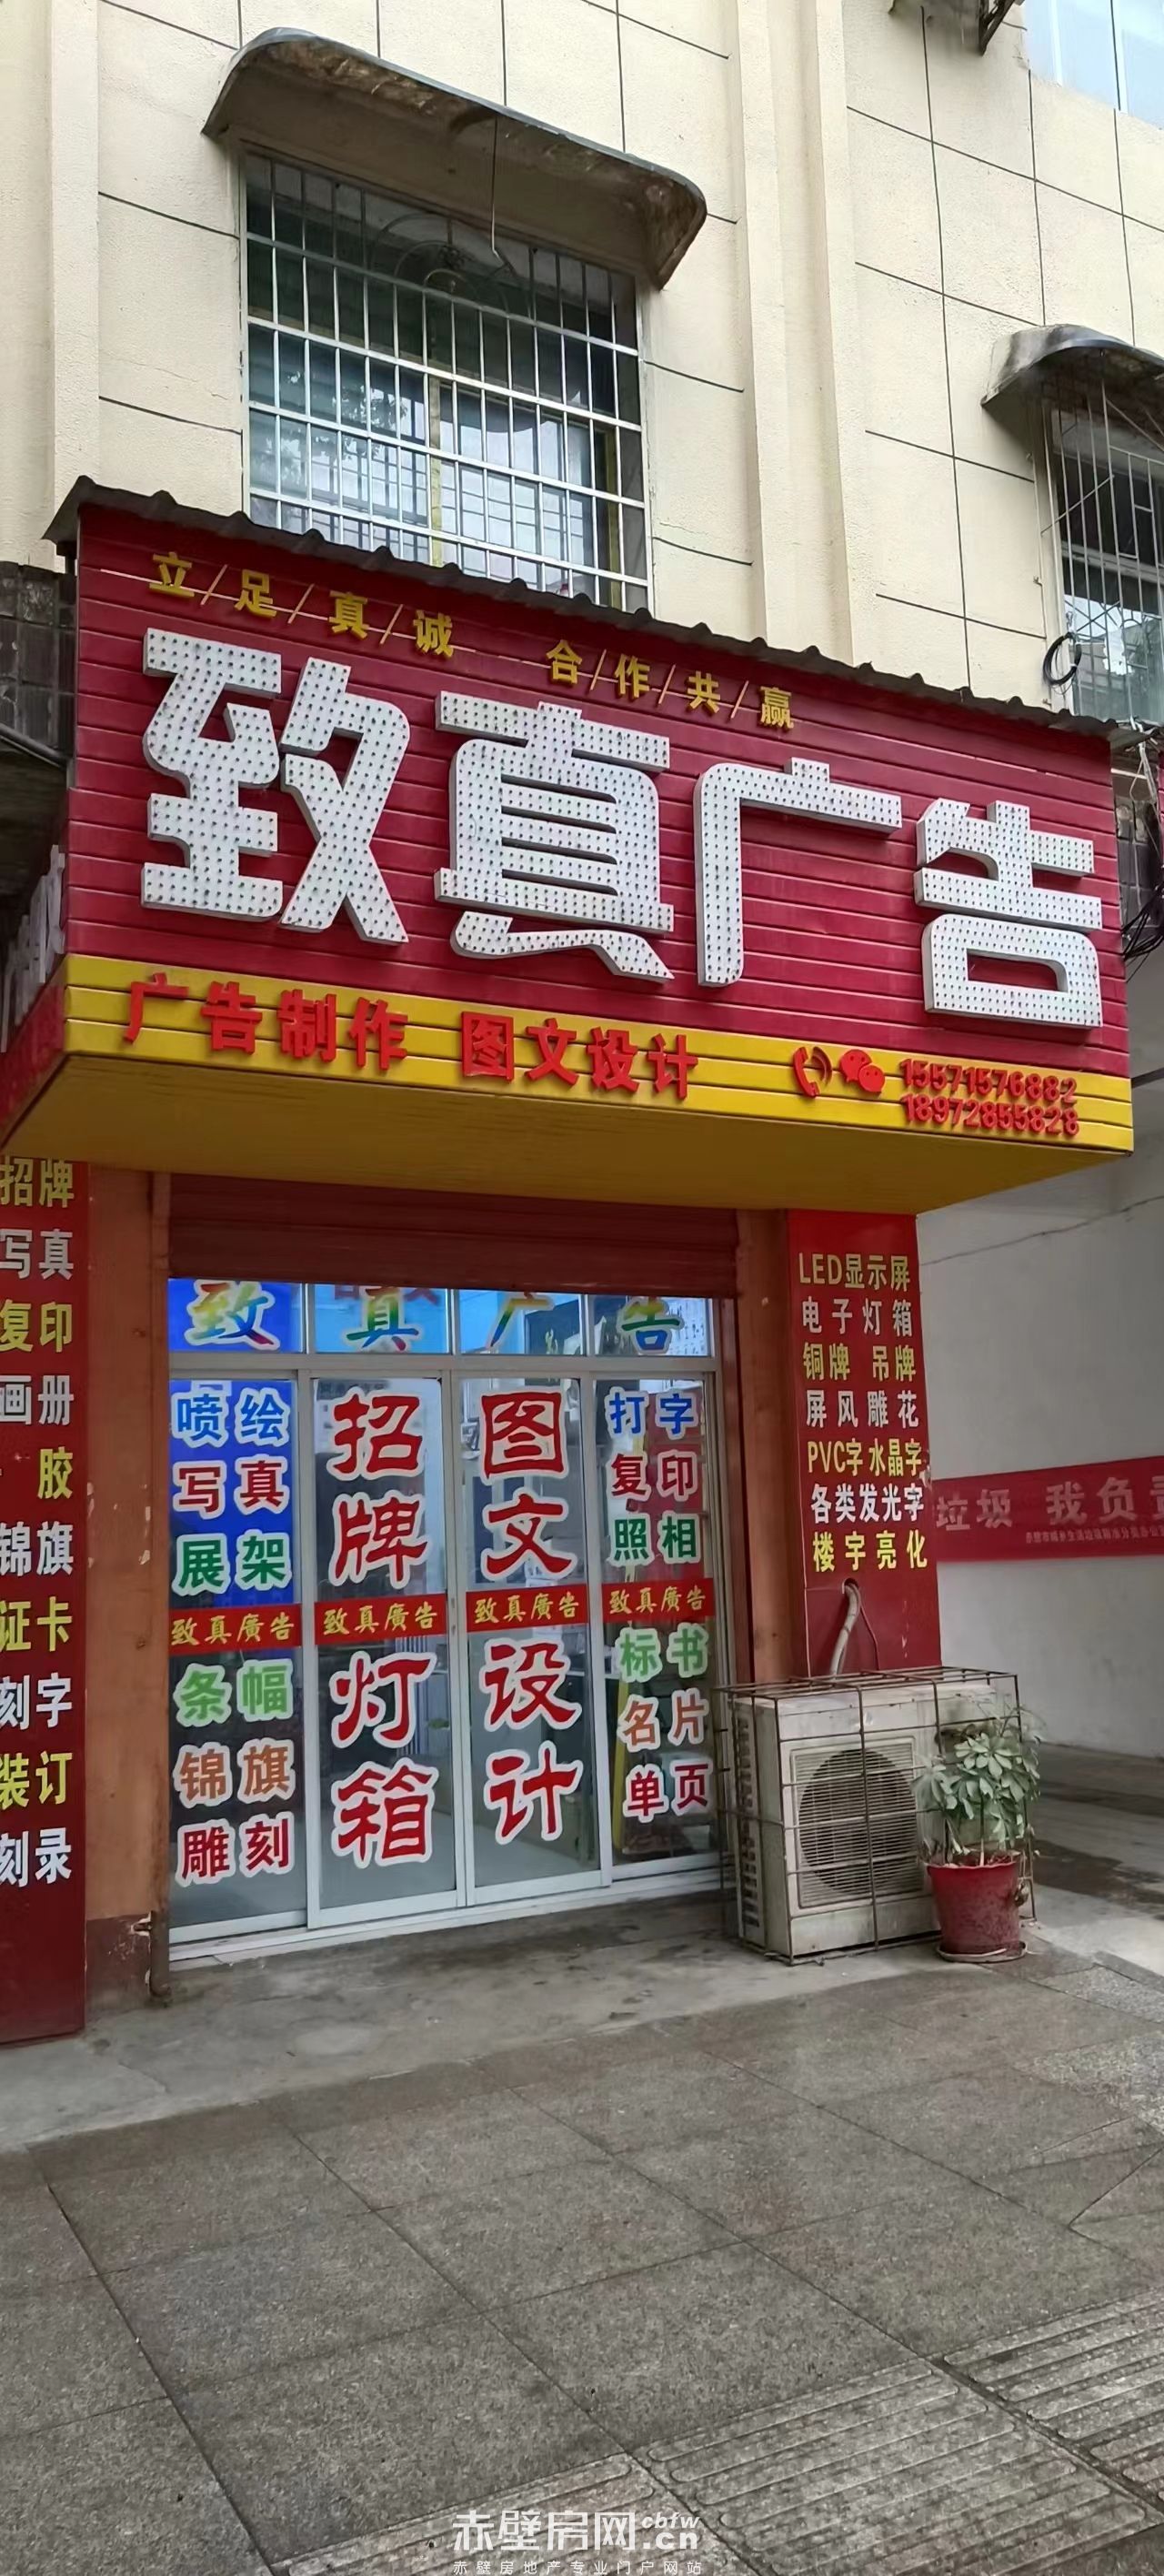 立/足/真/诚 合/作/共/赢
致真广告
广告制作 图文设计 15571576882
18972855828
招牌
写真
复印
画册
胶
锦旗
证卡
刻字
装订
刻录
致真广告
喷绘
写真
展架
致真廣告
条幅
锦旗
雕刻
招牌
致真廣告
灯箱
图文
致真廣告
设计
打字
复印
照相
致真廣告
标书
名片
单页
LED显示屏
电子灯箱
铜牌 吊牌
屏风雕花
PVC字 水晶字
各类发光字
楼宇亮化
垃圾 我负责
赤壁房网 cbfw.cn
赤壁房地产专业门户网站